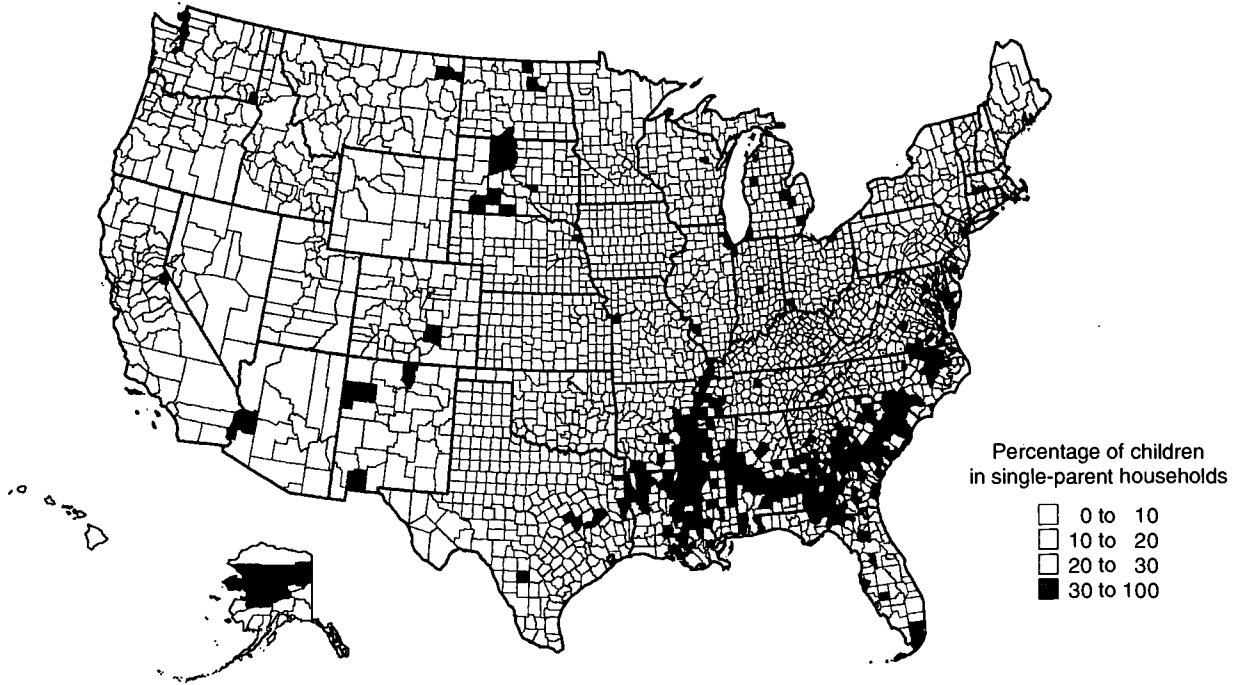 Percentage of children
in single-parent households
0 to 10
10 to 20
20 to 30
30 to 100